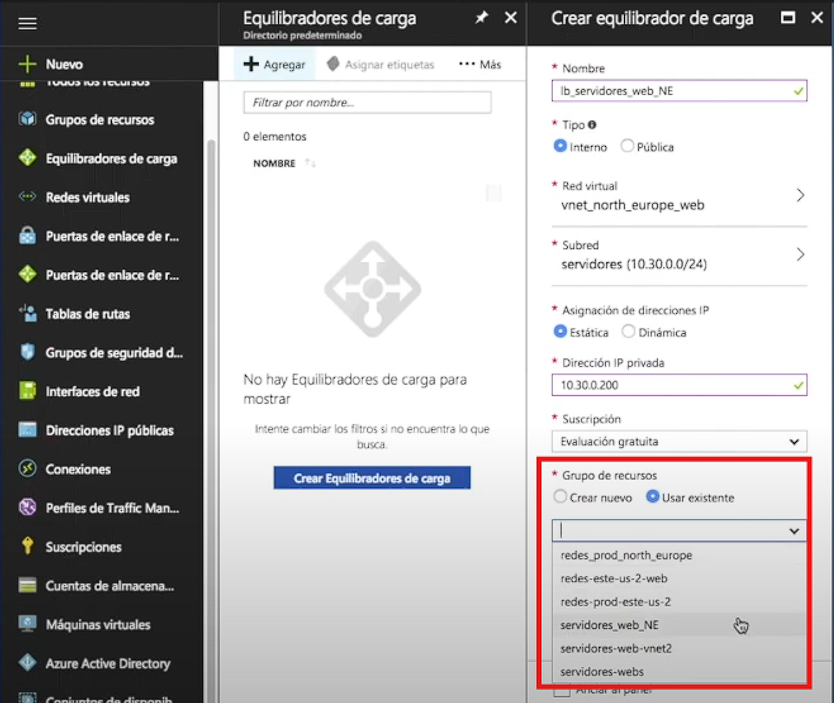 Nuevo
Todos los recursos
Grupos de recursos
Equilibradores de carga
Redes virtuales
Puertas de enlace de r...
Puertas de enlace de r...
Tablas de rutas
Grupos de seguridad d...
Interfaces de red
Direcciones IP públicas
Conexiones
Perfiles de Traffic Man...
Suscripciones
Cuentas de almacena...
Máquinas virtuales
Azure Active Directory
Conjuntos de disponib...
Equilibradores de carga
Directorio predeterminado
Agregar Asignar etiquetas ••• Más
Filtrar por nombre...
0 elementos
NOMBRE
No hay Equilibradores de carga para
mostrar
Intente cambiar los filtros si no encuentra lo que
busca.
Crear Equilibradores de carga
Crear equilibrador de carga
* Nombre
lb_servidores_web_NE
* Tipo
Interno Pública
* Red virtual
vnet_north_europe_web
* Subred
servidores (10.30.0.0/24)
* Asignación de direcciones IP
Estática Dinámica
* Dirección IP privada
10.30.0.200
* Suscripción
Evaluación gratuita
* Grupo de recursos
Crear nuevo Usar existente
redes_prod_north_europe
redes-este-us-2-web
redes-prod-este-us-2
servidores_web_NE
servidores-web-vnet2
servidores-webs
Anclar al panel